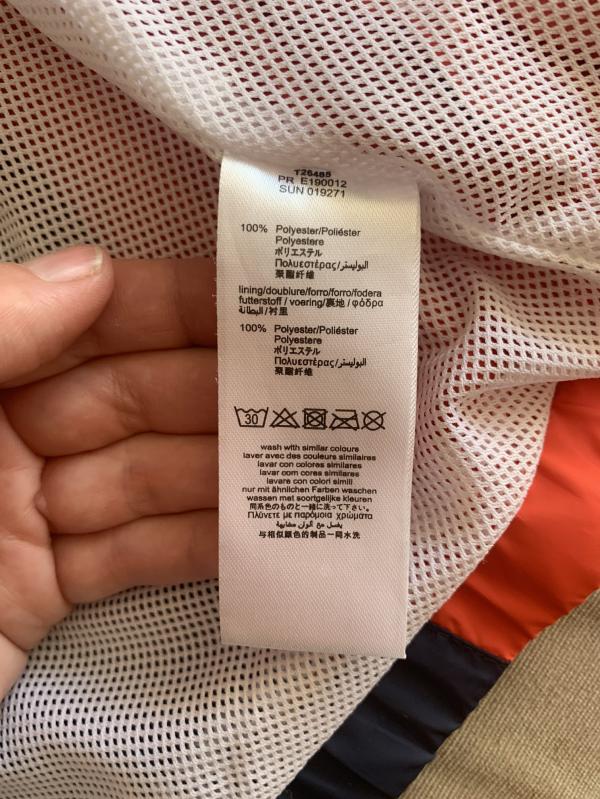 T26485
PR E190012
SUN 019271
100% Polyester/Poliéster
Polyestere
ポリエステル
Πολυεστέρας/البوليستر
聚酯纤维
lining/doublure/forro/forro/fodera
futterstoff / voering/裏地 / φόδρα
البطانة/衬里
100% Polyester/Poliéster
Polyestere
ポリエステル
Πολυεστέρας/البوليستر
聚酯纤维
30
wash with similar colours
laver avec des couleurs similaires
lavar con colores similares
lavar com cores similares
lavare con colori simili
nur mit ähnlichen Farben waschen
wassen met soortgelijke kleuren
同系色のものと一緒に洗って下さい。
Πλύνετε με παρόμοια χρώματα
يغسل مع ألوان مشابهة
与相似颜色的制品一同水洗